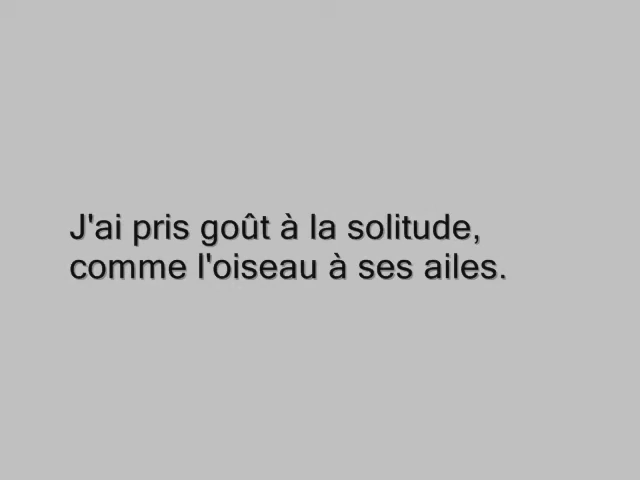 J'ai pris goût à la solitude,
comme l'oiseau à ses ailes.